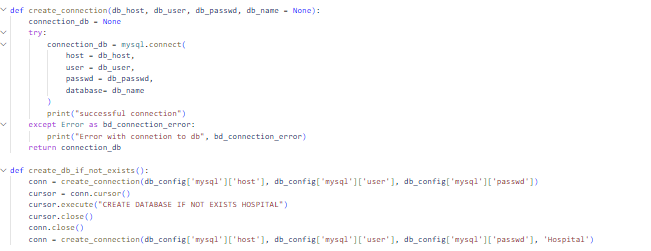 def create_connection(db_host, db_user, db_passwd, db_name = None):
    connection_db = None
    try:
        connection_db = mysql.connect(
            host = db_host,
            user = db_user,
            passwd = db_passwd,
            database= db_name
        )
        print("successful connection")
    except Error as bd_connection_error:
        print("Error with connetion to db", bd_connection_error)
    return connection_db

def create_db_if_not_exists():
    conn = create_connection(db_config['mysql']['host'], db_config['mysql']['user'], db_config['mysql']['passwd'])
    cursor = conn.cursor()
    cursor.execute("CREATE DATABASE IF NOT EXISTS HOSPITAL")
    cursor.close()
    conn.close()
    conn = create_connection(db_config['mysql']['host'], db_config['mysql']['user'], db_config['mysql']['passwd'], 'Hospital')